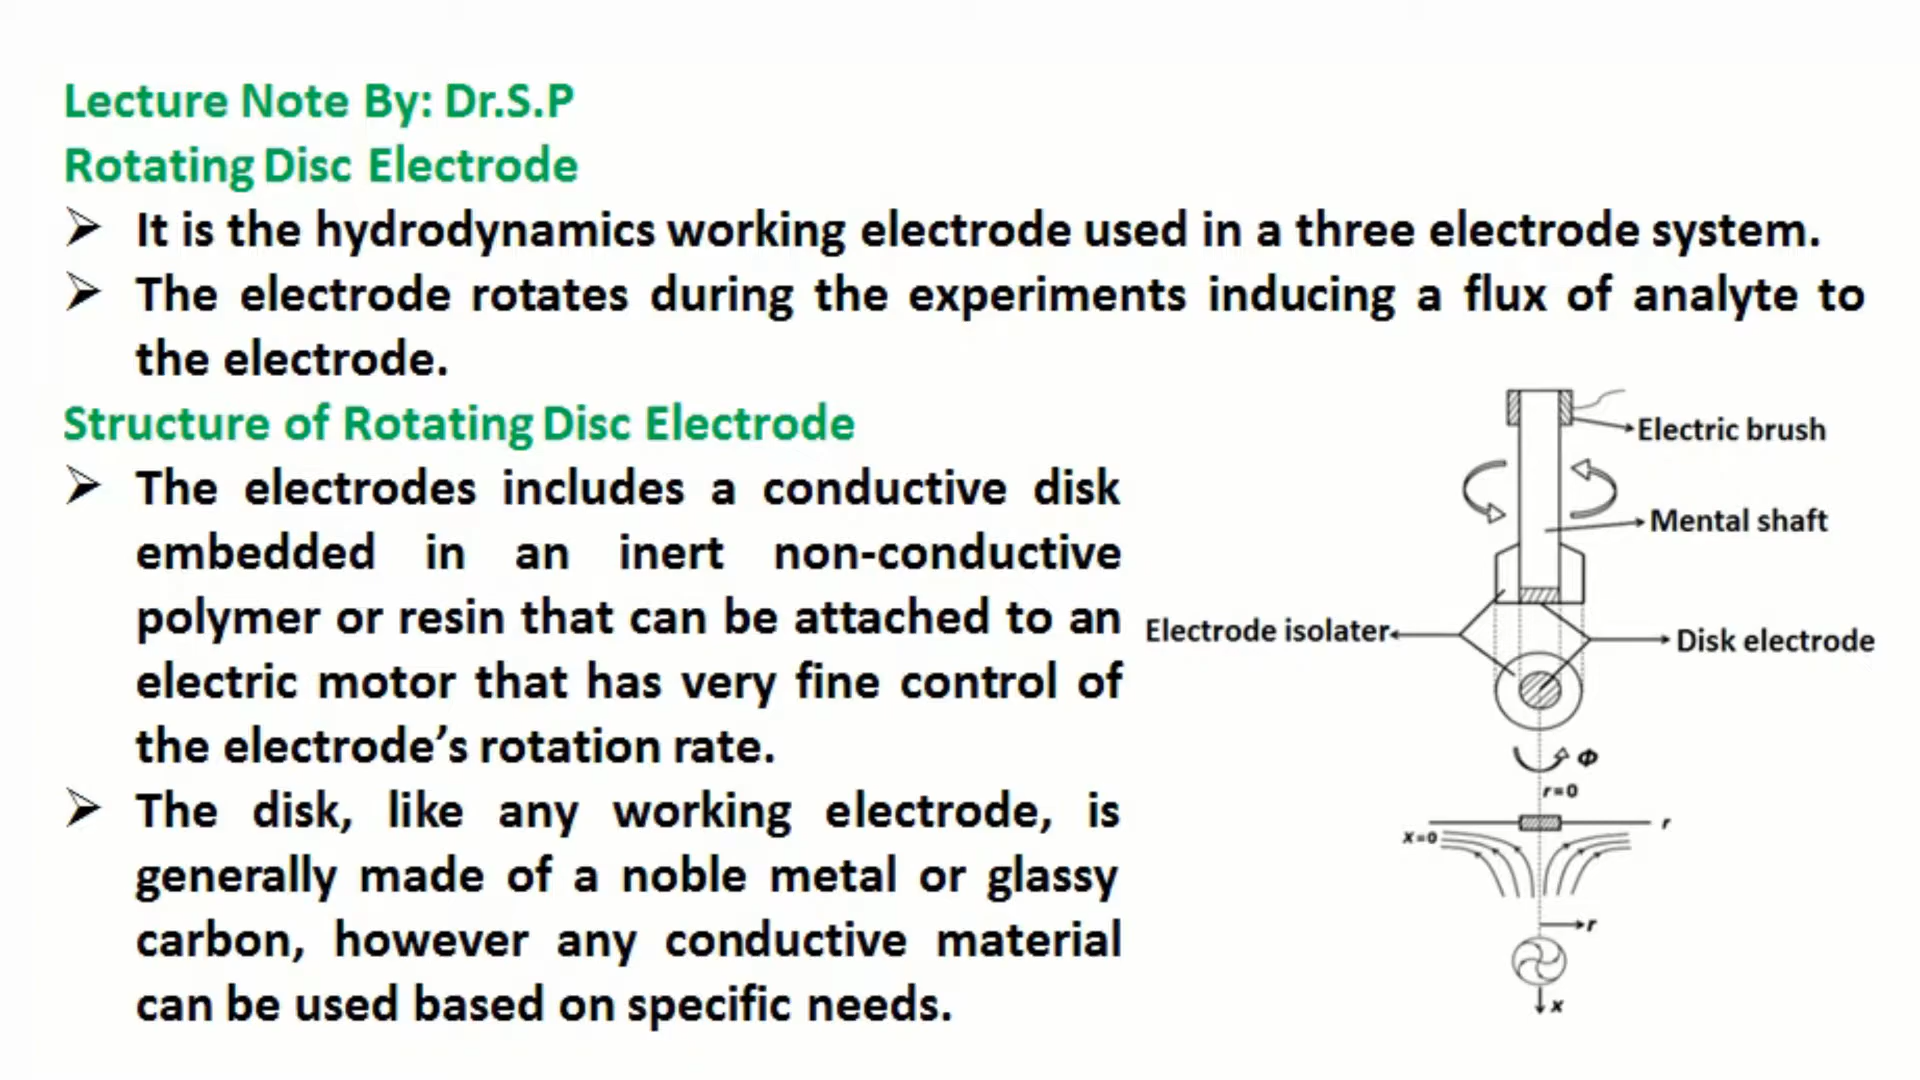 Lecture Note By: Dr.S.P
Rotating Disc Electrode
➢ It is the hydrodynamics working electrode used in a three electrode system.
➢ The electrode rotates during the experiments inducing a flux of analyte to
the electrode.
Structure of Rotating Disc Electrode
➢ The electrodes includes a conductive disk
embedded in an inert non-conductive
polymer or resin that can be attached to an
electric motor that has very fine control of
the electrode’s rotation rate.
➢ The disk, like any working electrode, is
generally made of a noble metal or glassy
carbon, however any conductive material
can be used based on specific needs.
Electric brush
Mental shaft
Electrode isolater
Disk electrode
Φ
r=0
r
x=0
r
x